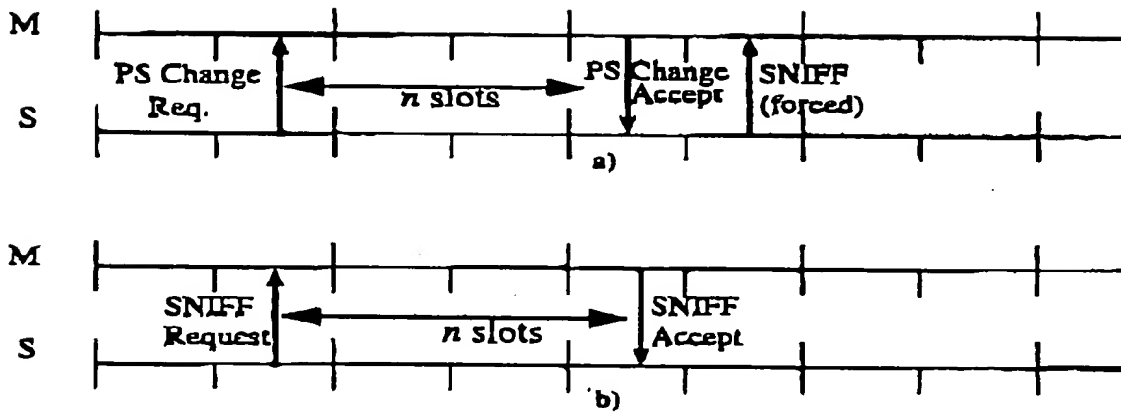 M
PS Change
Req.
n slots
PS Change
Accept
SNIFF
(forced)
S
a)
M
SNIFF
Request
n slots
SNIFF
Accept
S
b)